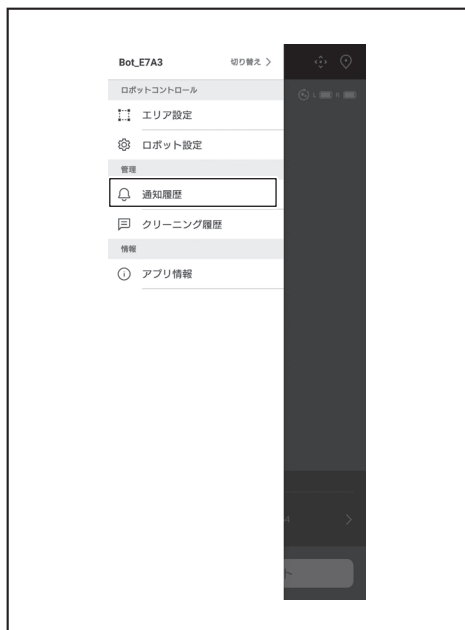 Bot_E7A3 切り替え >
ロボットコントロール
エリア設定
ロボット設定
管理
通知履歴
クリーニング履歴
情報
アプリ情報
L R
ト